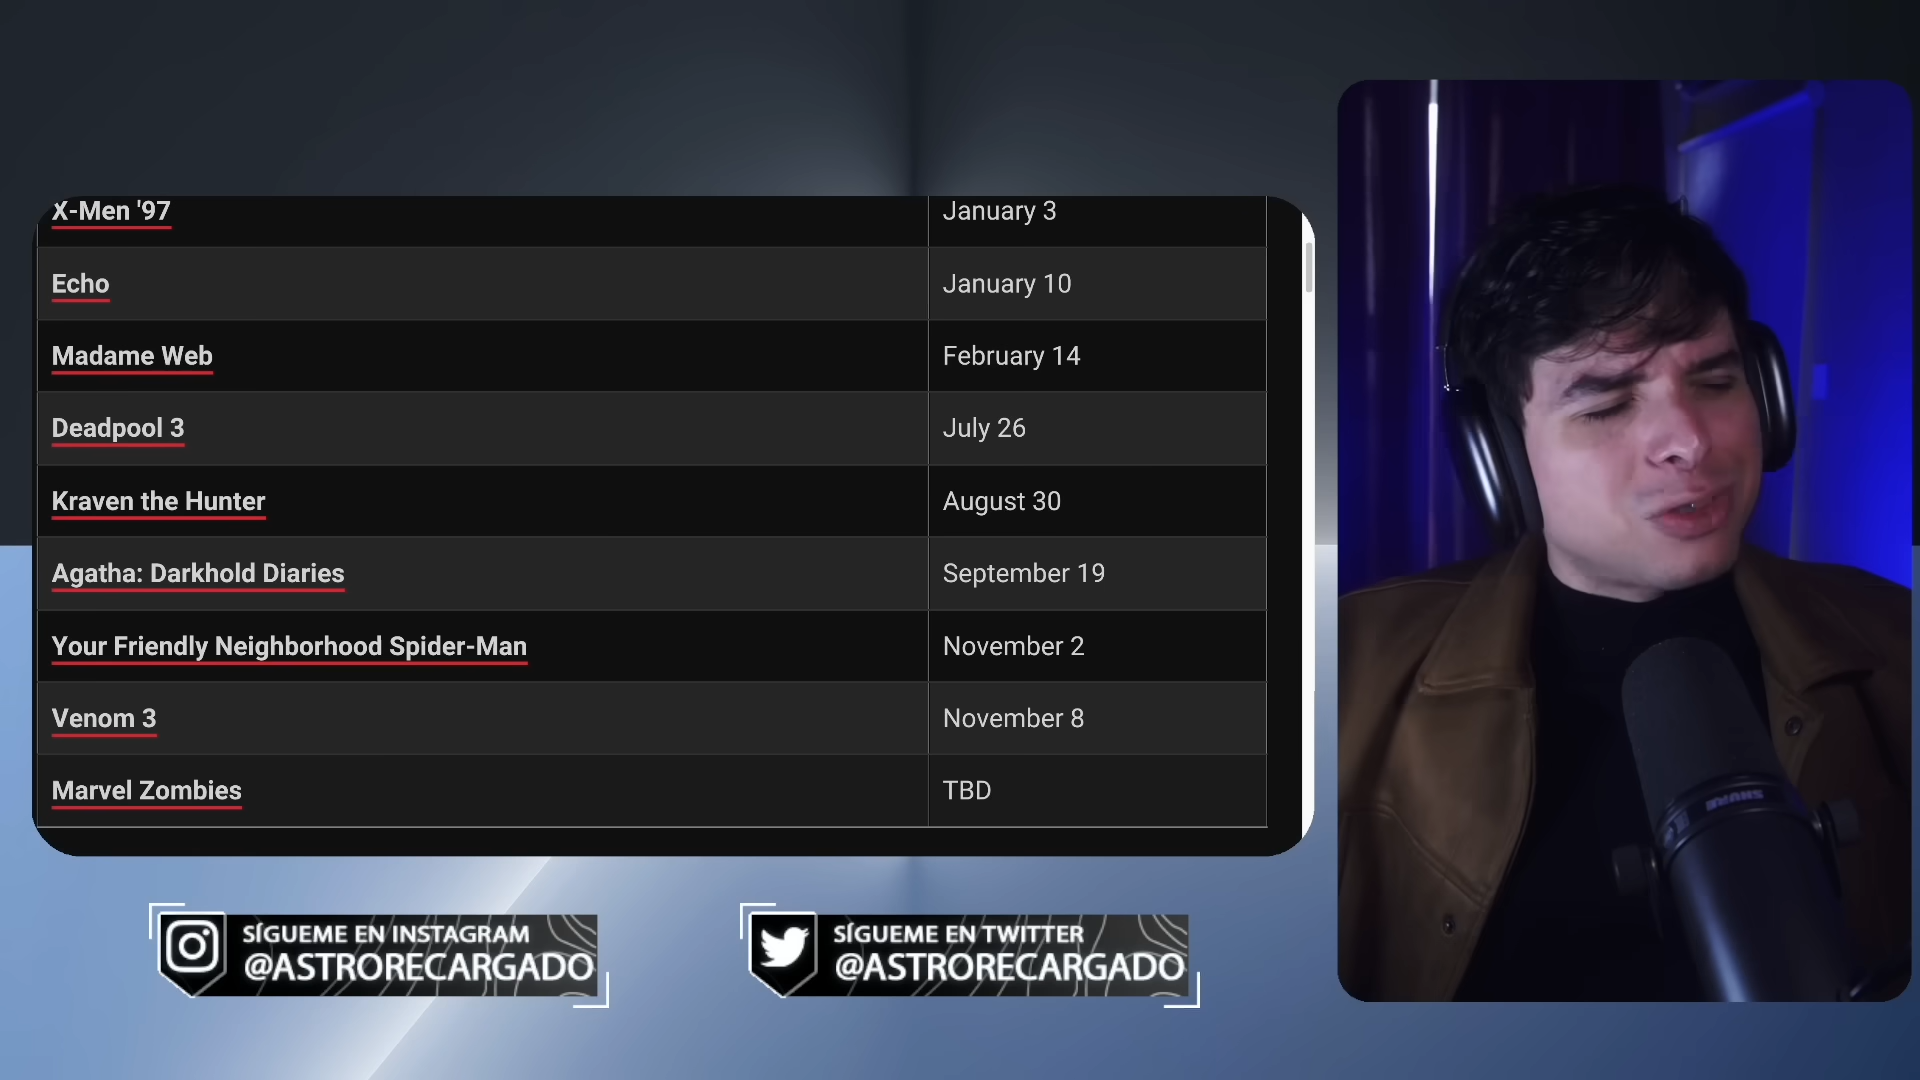 X-Men '97 January 3
Echo January 10
Madame Web February 14
Deadpool 3 July 26
Kraven the Hunter August 30
Agatha: Darkhold Diaries September 19
Your Friendly Neighborhood Spider-Man November 2
Venom 3 November 8
Marvel Zombies TBD
SÍGUEME EN INSTAGRAM
@ASTRORECARGADO
SÍGUEME EN TWITTER
@ASTRORECARGADO
SHURE